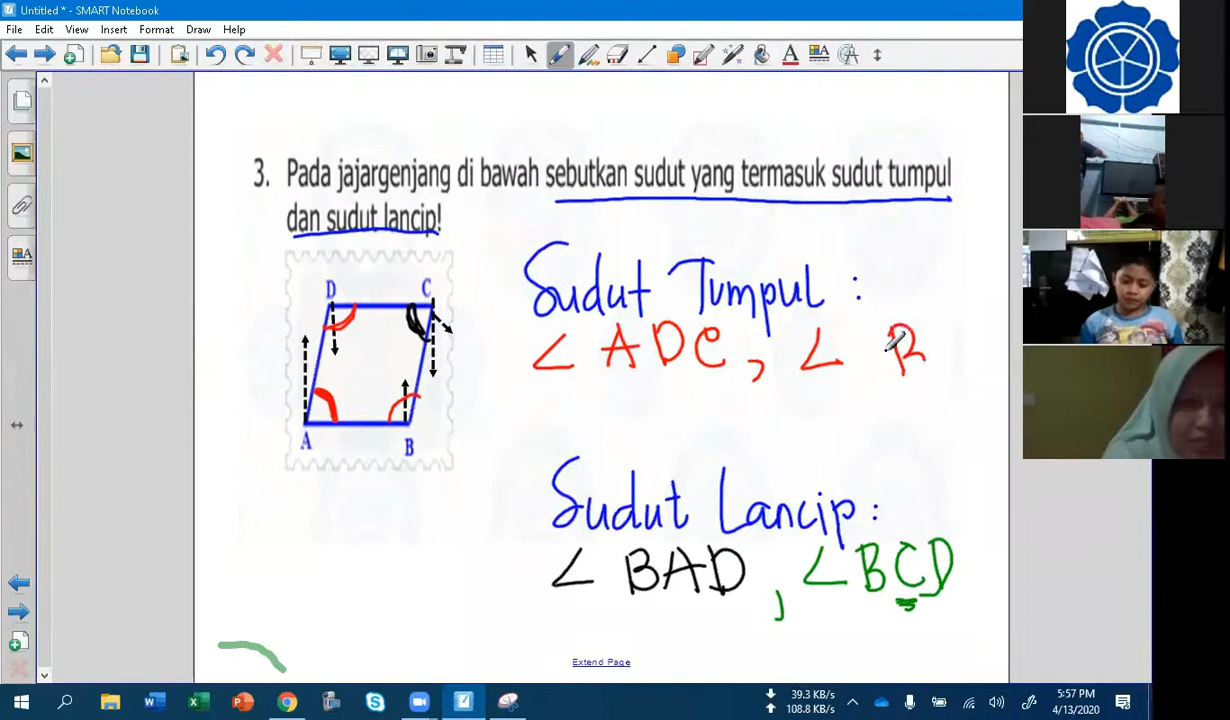 Untitled * - SMART Notebook
File Edit View Insert Format Draw Help
3. Pada jajargenjang di bawah sebutkan sudut yang termasuk sudut tumpul
dan sudut lancip!
D C
A B
Sudut Tumpul :
∠ ADC, ∠ B
Sudut Lancip :
∠ BAD, ∠BCD
Extend Page
39.3 KB/s
108.8 KB/s
5:57 PM
4/13/2020